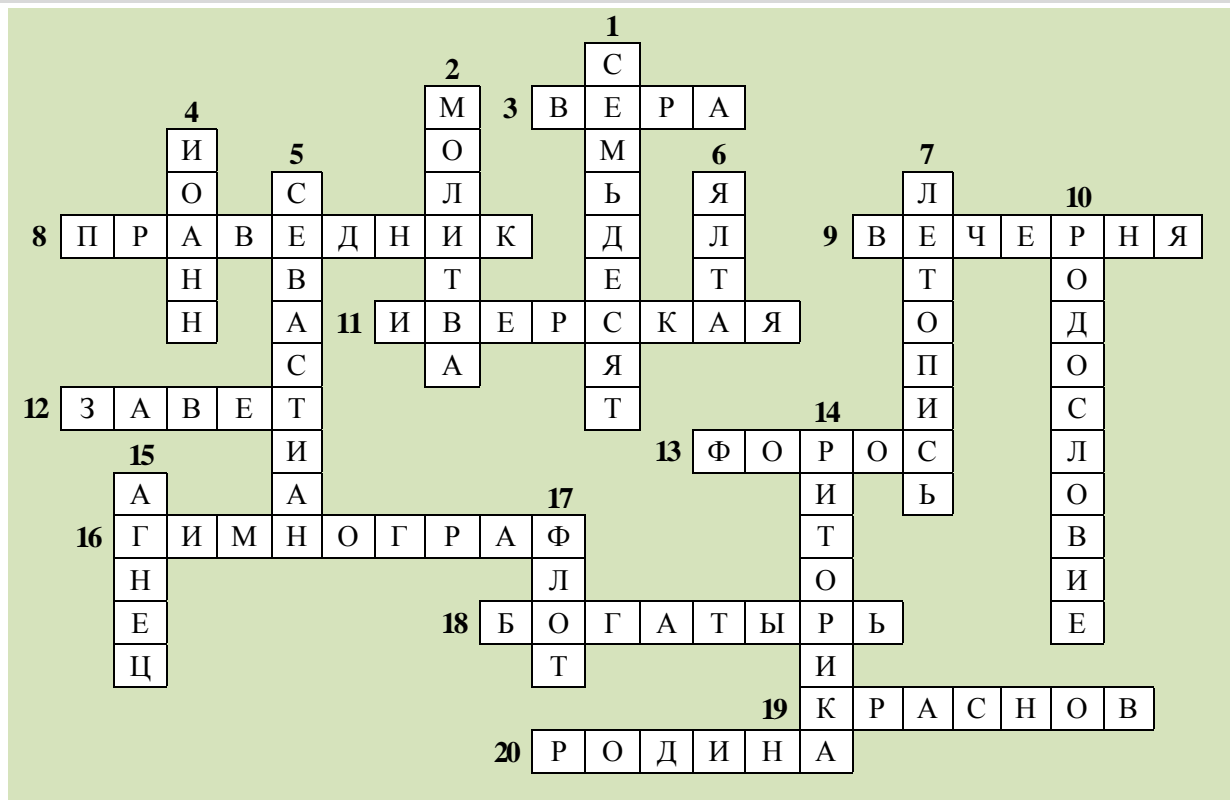 1
С
2
М 3 В Е Р А
4
И О М
5 6 7
О С Л Ь Я Л 10
8 П Р А В Е Д Н И К Д Л 9 В Е Ч Е Р Н Я
Н В Т Е Т Т О
Н А 11 И В Е Р С К А Я О Д
С А Я П О
12 З А В Е Т Т 14 И С
15 И 13 Ф О Р О С Л
А А 17 И Ь О
16 Г И М Н О Г Р А Ф Т В
Н Л О И
Е 18 Б О Г А Т Ы Р Ь Е
Ц Т И
19 К Р А С Н О В
20 Р О Д И Н А